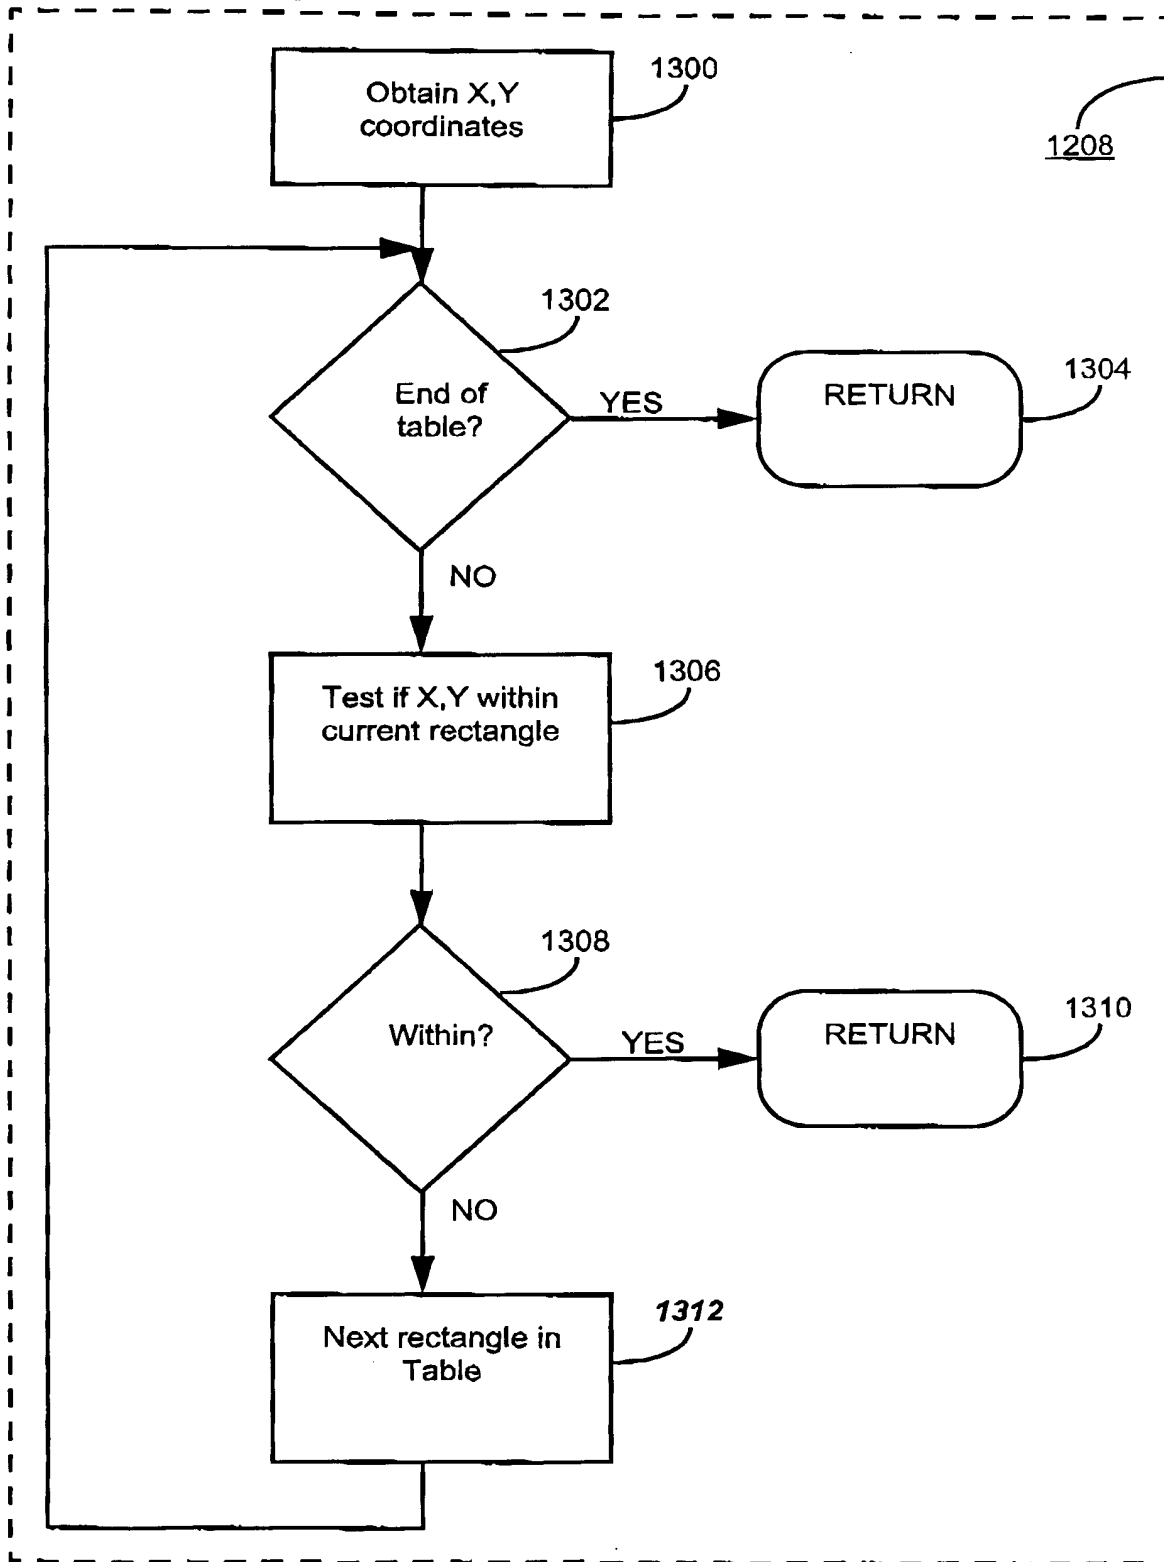 Obtain X,Y
coordinates
1300
1208
1302
End of
table?
YES
RETURN
1304
NO
Test if X,Y within
current rectangle
1306
1308
Within?
YES
RETURN
1310
NO
Next rectangle in
Table
1312